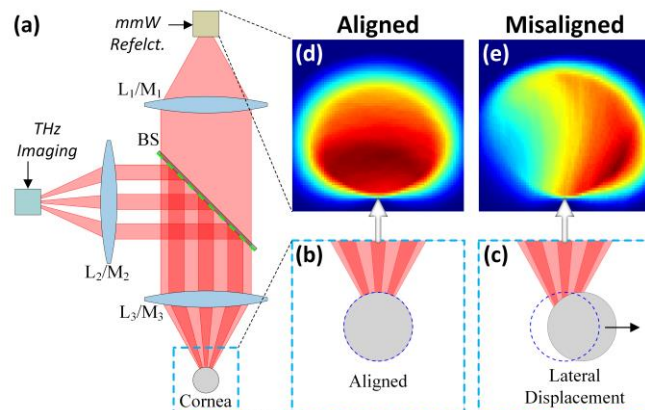 (a)
mmW
Refelct.
L1/M1
THz
Imaging
BS
L2/M2
L3/M3
Cornea
Aligned
Misaligned
(d)
(e)
(b)
(c)
Aligned
Lateral
Displacement